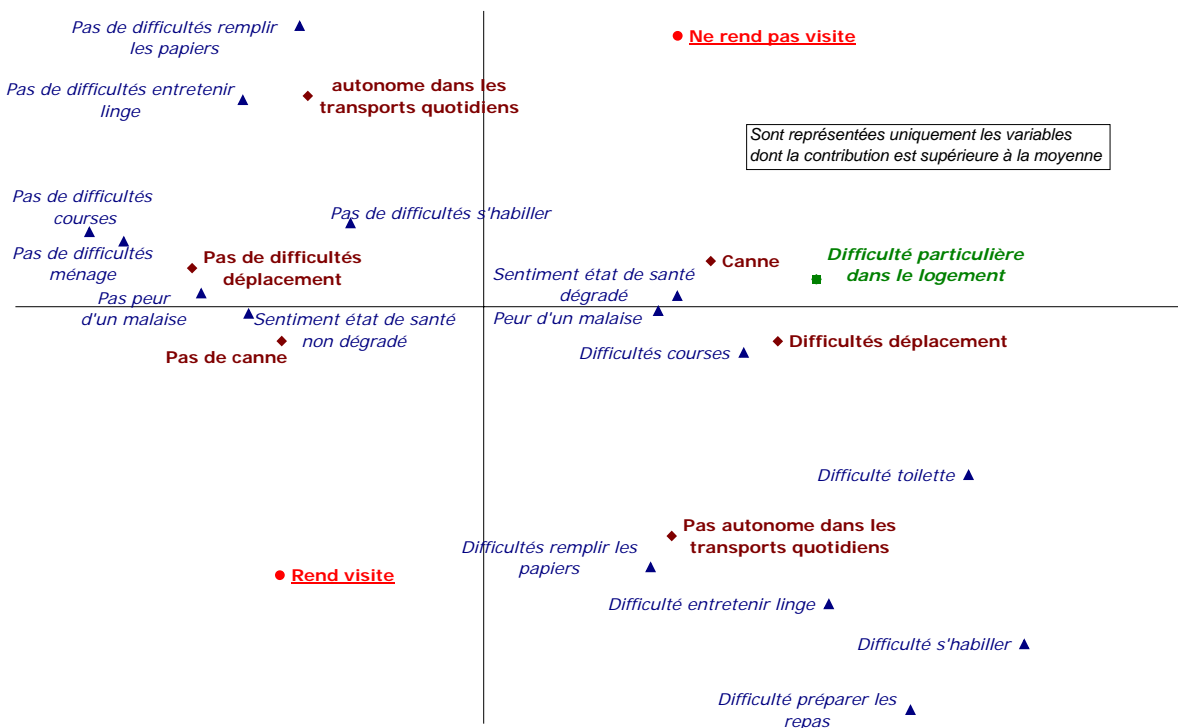 Pas de difficultés remplir
les papiers
Ne rend pas visite
Pas de difficultés entretenir
linge
autonome dans les
transports quotidiens
Sont représentées uniquement les variables
dont la contribution est supérieure à la moyenne
Pas de difficultés
courses
Pas de difficultés s'habiller
Pas de difficultés
ménage
Pas de difficultés
déplacement
Canne
Difficulté particulière
dans le logement
Sentiment état de santé
dégradé
Pas peur
d'un malaise
Sentiment état de santé
non dégradé
Peur d'un malaise
Pas de canne
Difficultés courses
Difficultés déplacement
Difficulté toilette
Pas autonome dans les
transports quotidiens
Difficultés remplir les
papiers
Rend visite
Difficulté entretenir linge
Difficulté s'habiller
Difficulté préparer les
repas